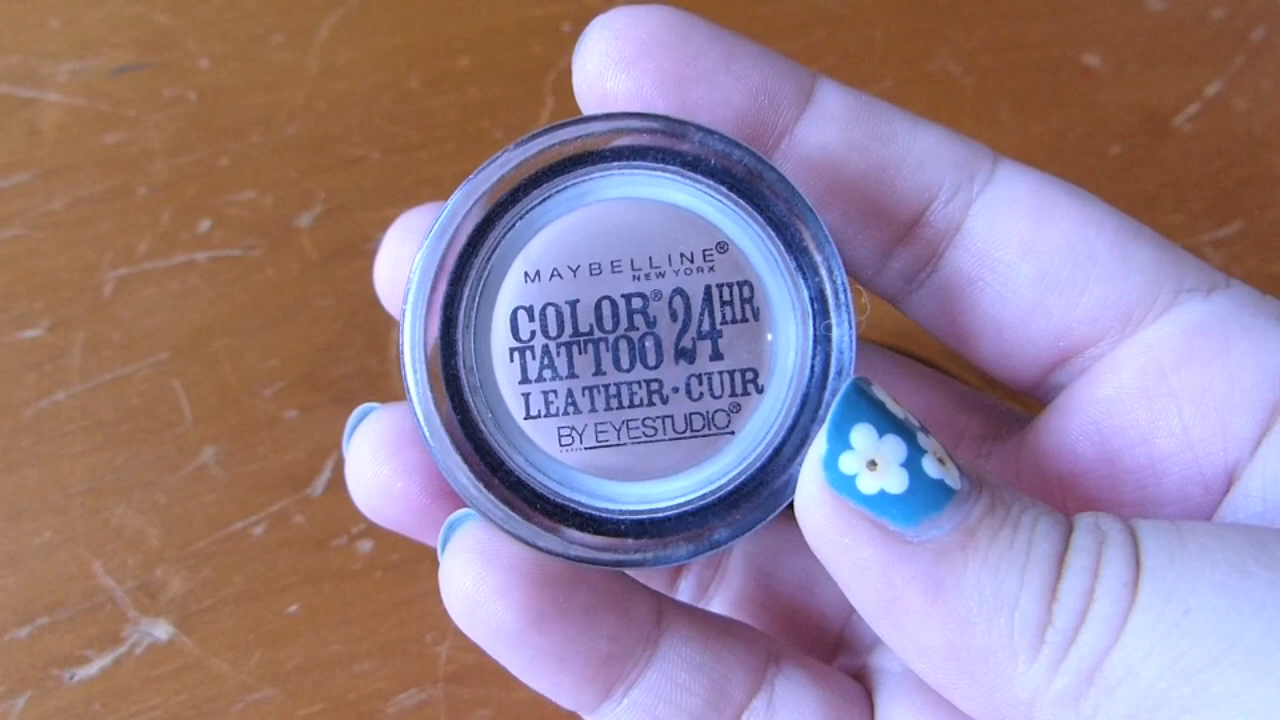 MAYBELLINE®
NEW YORK
COLOR® 24HR
TATTOO
LEATHER · CUIR
BY EYESTUDIO®